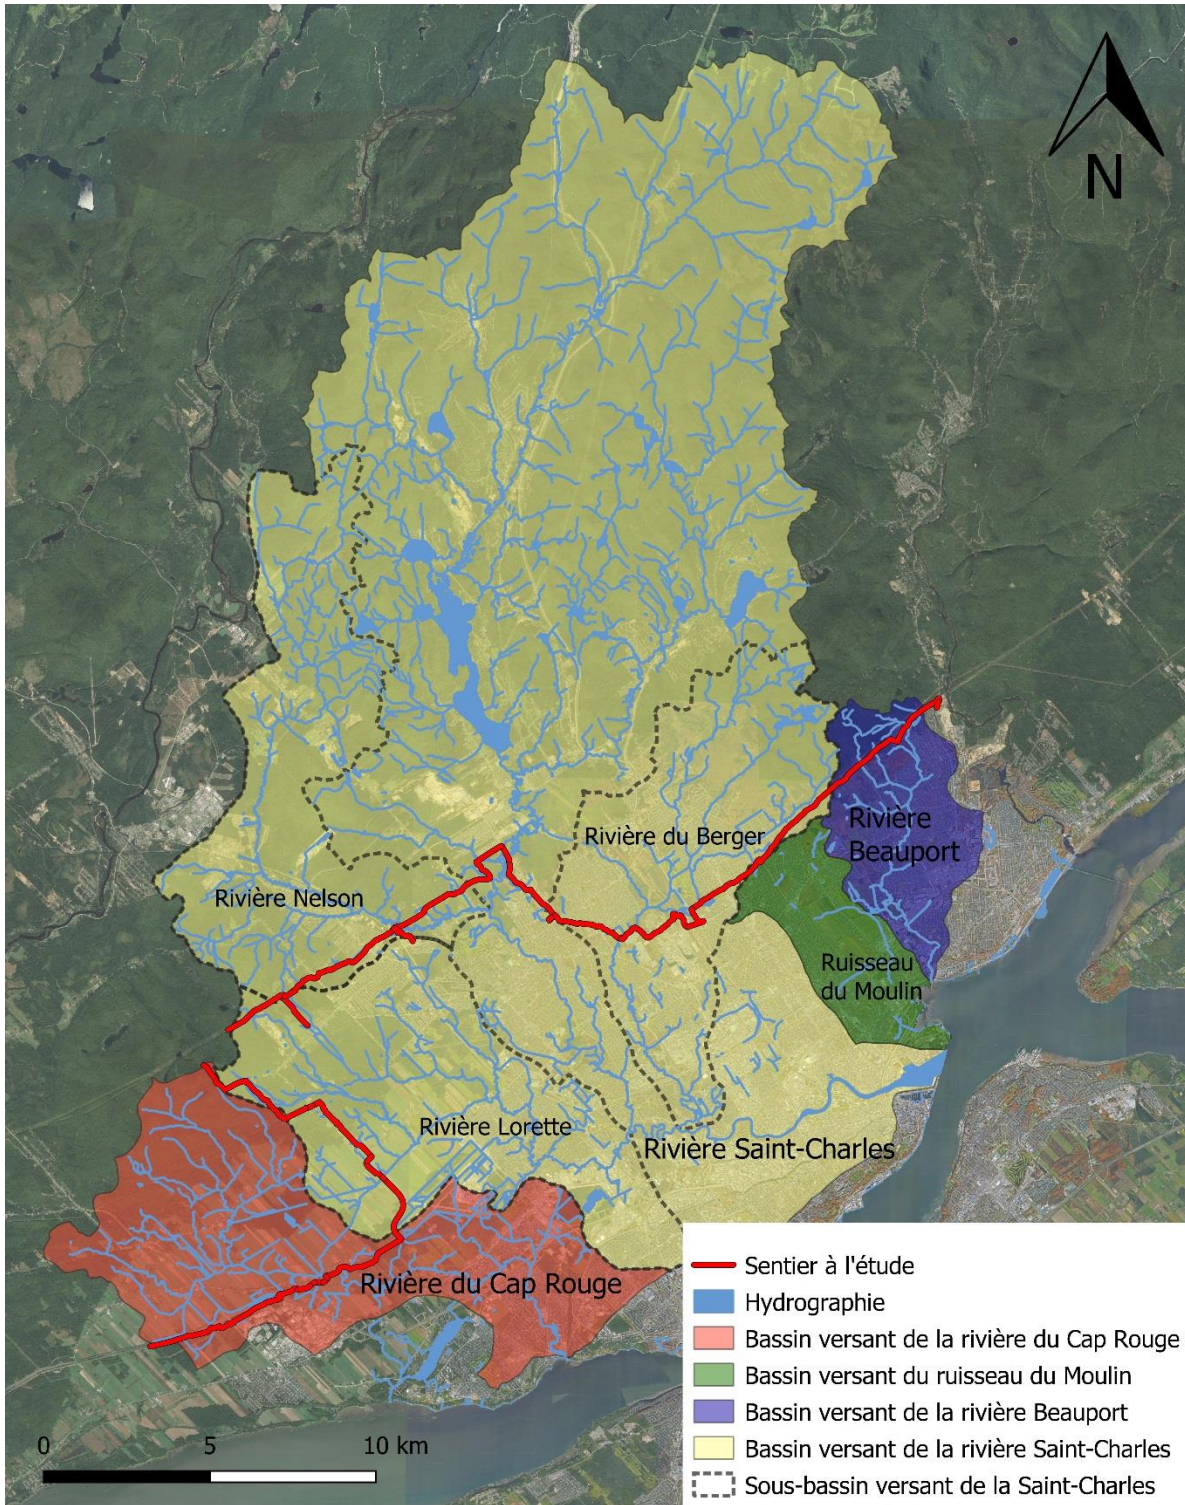 N
Rivière du Berger
Rivière
Beauport
Rivière Nelson
Ruisseau
du Moulin
Rivière Lorette
Rivière Saint-Charles
Rivière du Cap Rouge
Sentier à l'étude
Hydrographie
Bassin versant de la rivière du Cap Rouge
Bassin versant du ruisseau du Moulin
Bassin versant de la rivière Beauport
Bassin versant de la rivière Saint-Charles
Sous-bassin versant de la Saint-Charles
0 5 10 km